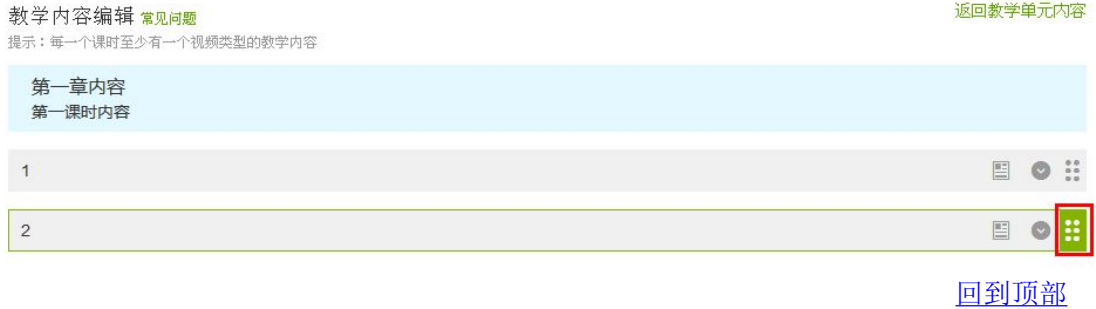 教学内容编辑 常见问题 返回教学单元内容
提示：每一个课时至少有一个视频类型的教学内容
第一章内容
第一课时内容
1
2
回到顶部